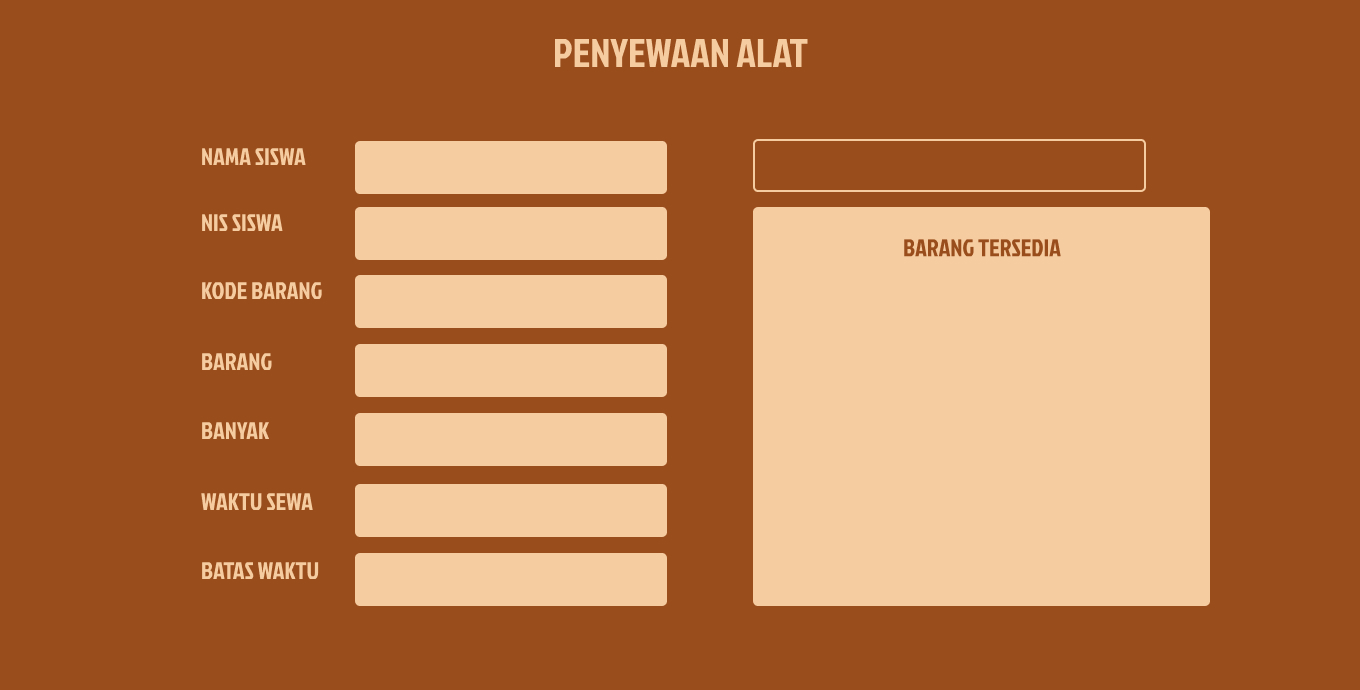 PENYEWAAN ALAT
NAMA SISWA
NIS SISWA
KODE BARANG
BARANG
BANYAK
WAKTU SEWA
BATAS WAKTU
BARANG TERSEDIA